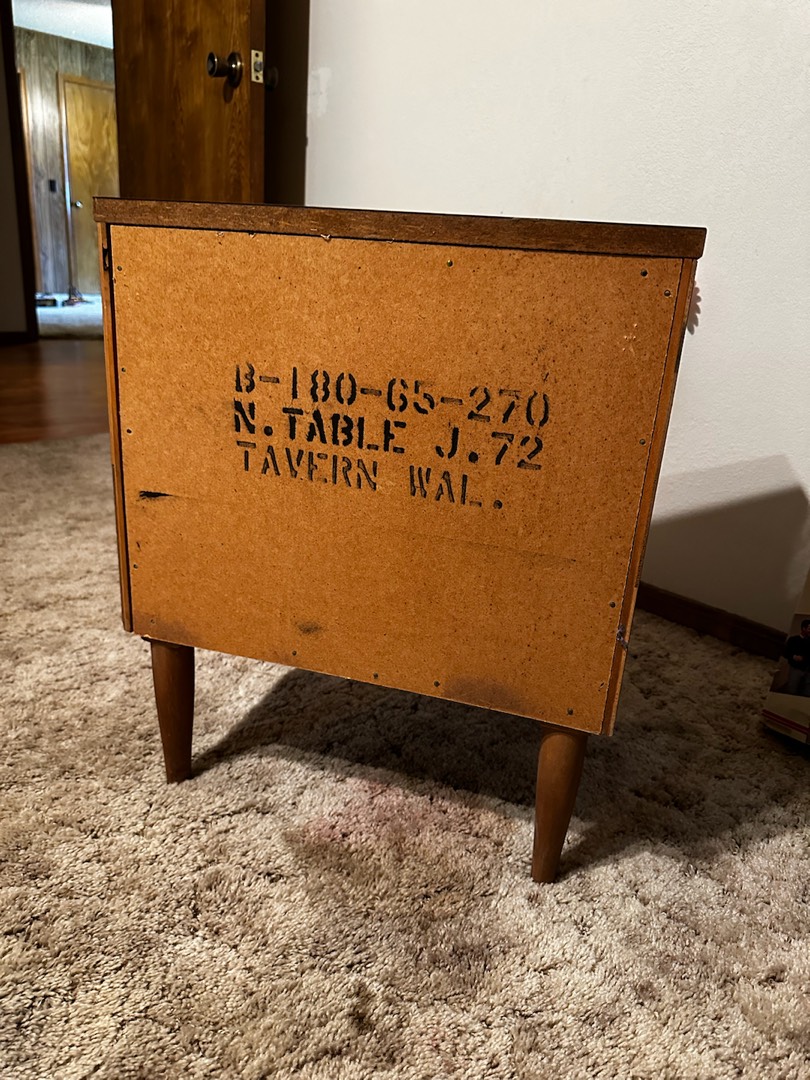 B-180-65-270
N.TABLE J.72
TAVERN WAL.